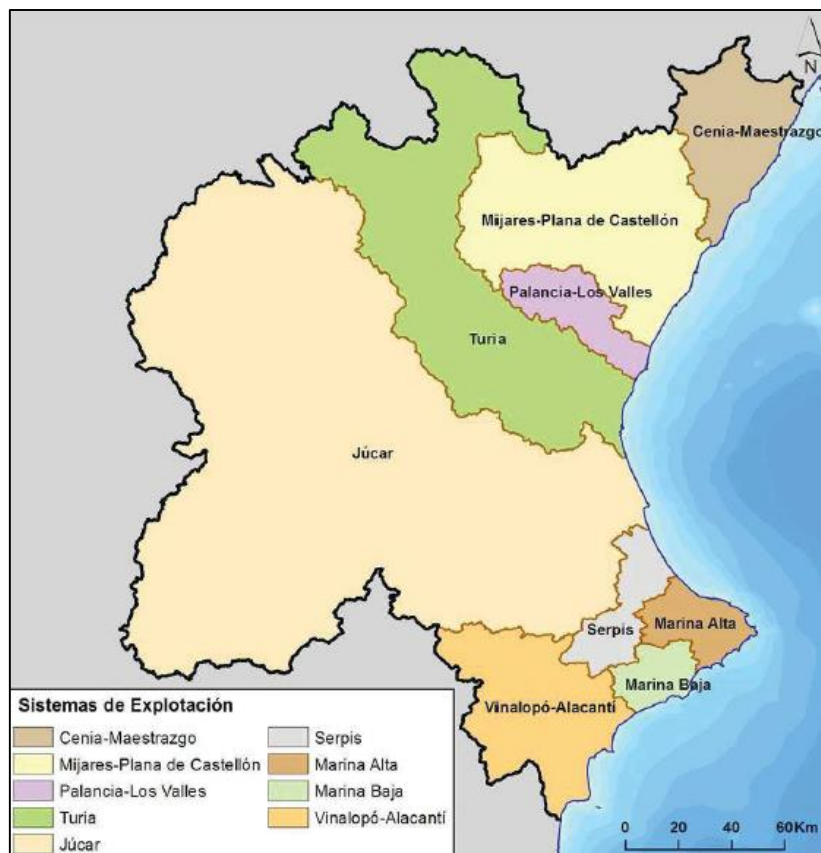 N
Cenia-Maestrazgo
Mijares-Plana de Castellón
Palancia-Los Valles
Turia
Júcar
Serpis
Marina Alta
Marina Baja
Vinalopó-Alacantí
Sistemas de Explotación
Cenia-Maestrazgo
Mijares-Plana de Castellón
Palancia-Los Valles
Turia
Júcar
Serpis
Marina Alta
Marina Baja
Vinalopó-Alacantí
0 20 40 60Km